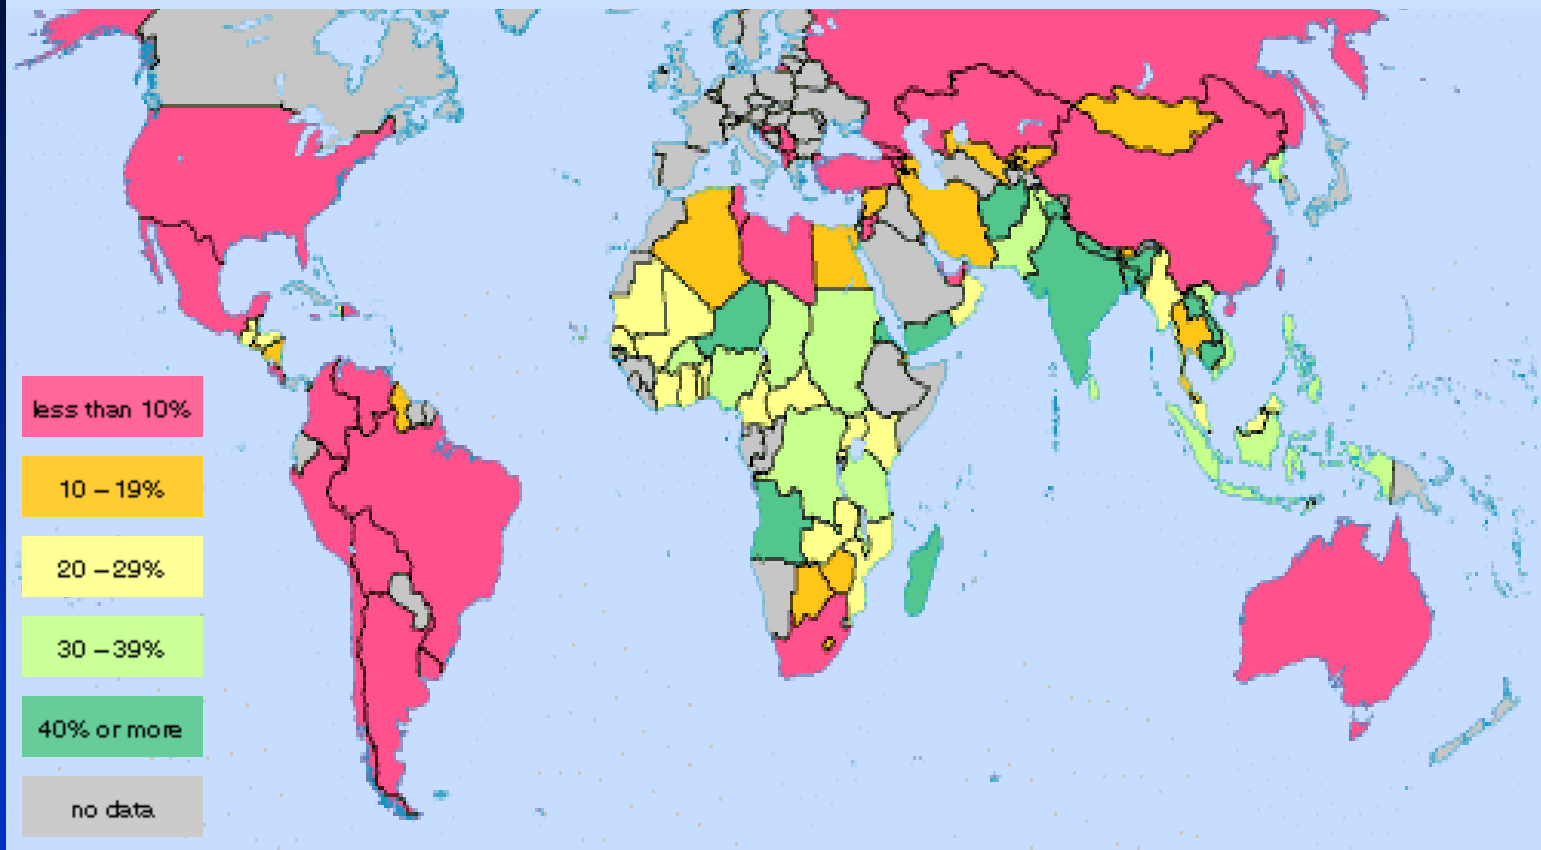 less than 10%
10 – 19%
20 – 29%
30 – 39%
40% or more
no data